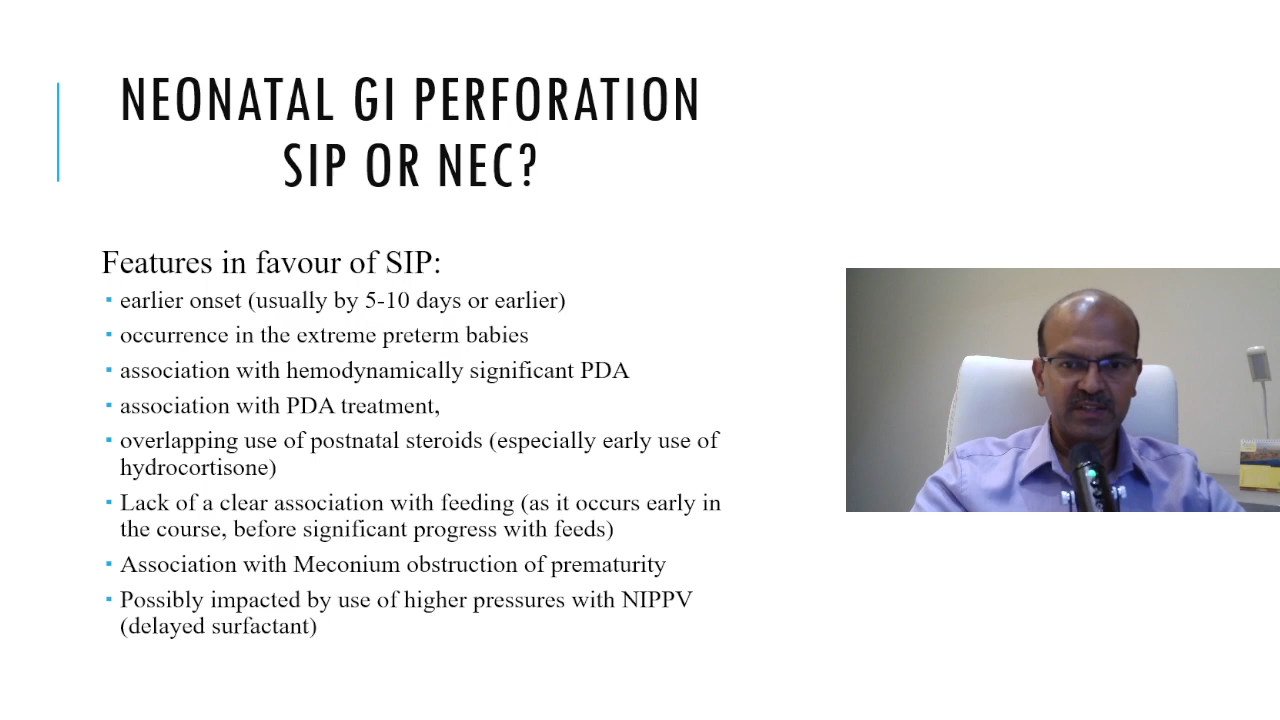 NEONATAL GI PERFORATION
SIP OR NEC?
Features in favour of SIP:
▪ earlier onset (usually by 5-10 days or earlier)
▪ occurrence in the extreme preterm babies
▪ association with hemodynamically significant PDA
▪ association with PDA treatment,
▪ overlapping use of postnatal steroids (especially early use of
hydrocortisone)
▪ Lack of a clear association with feeding (as it occurs early in
the course, before significant progress with feeds)
▪ Association with Meconium obstruction of prematurity
▪ Possibly impacted by use of higher pressures with NIPPV
(delayed surfactant)